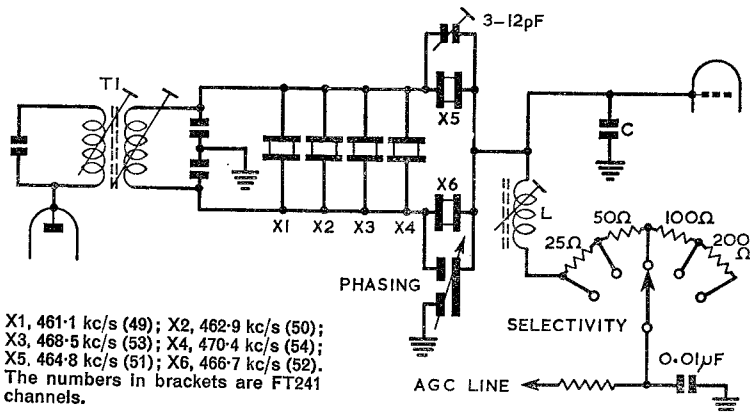 3–12pF
T1
X5
C
X6
L
X1 X2 X3 X4
25Ω 50Ω 100Ω 200Ω
PHASING
SELECTIVITY
0.01µF
AGC LINE
X1, 461·1 kc/s (49); X2, 462·9 kc/s (50);
X3, 468·5 kc/s (53); X4, 470·4 kc/s (54);
X5, 464·8 kc/s (51); X6, 466·7 kc/s (52).
The numbers in brackets are FT241
channels.